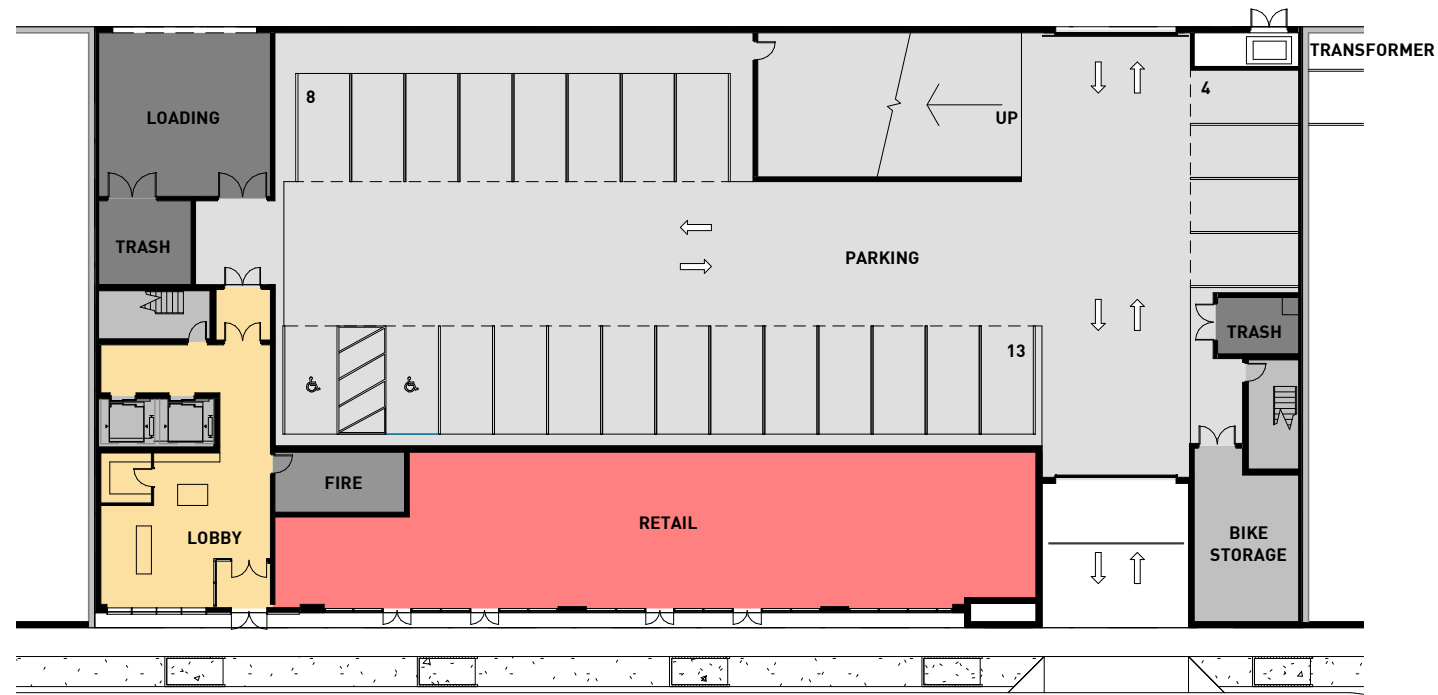 TRANSFORMER
8
4
LOADING
UP
TRASH
PARKING
TRASH
13
FIRE
RETAIL
LOBBY
BIKE
STORAGE